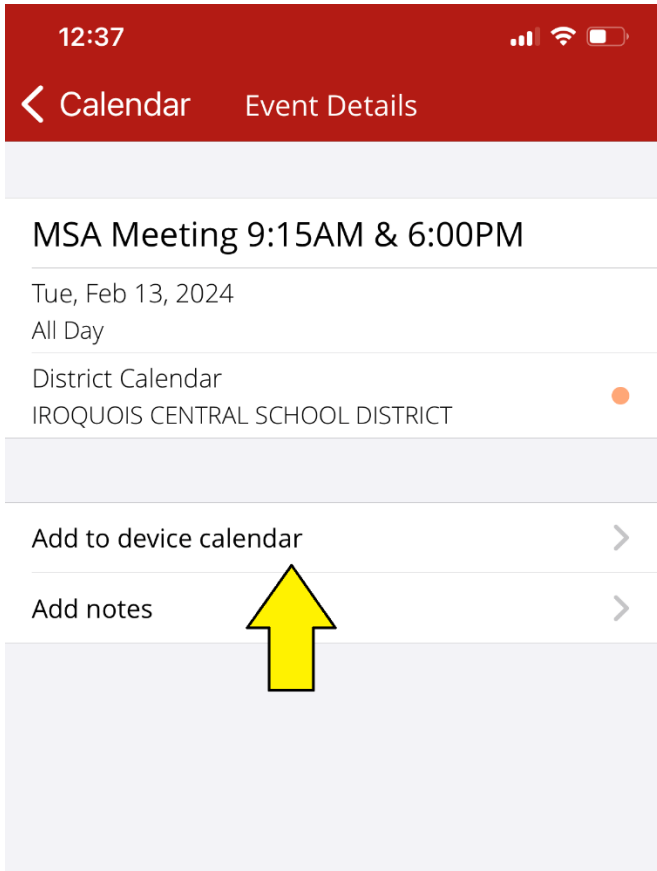 12:37
Calendar Event Details
MSA Meeting 9:15AM & 6:00PM
Tue, Feb 13, 2024
All Day
District Calendar
IROQUOIS CENTRAL SCHOOL DISTRICT
Add to device calendar
Add notes